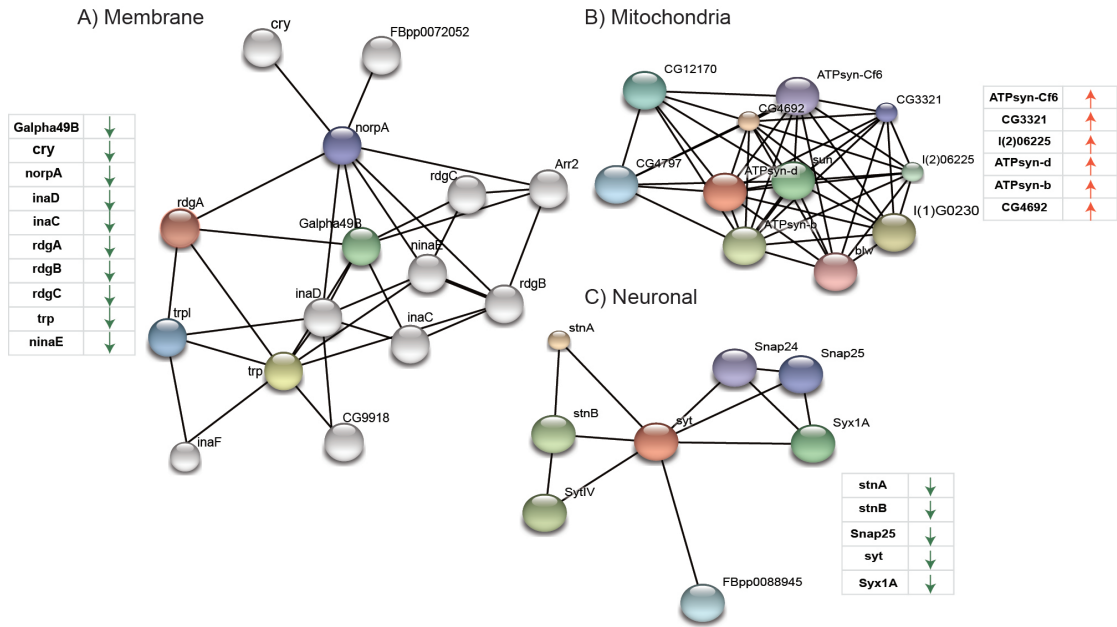 A) Membrane
cry
FBpp0072052
norpA
rdgC
Arr2
rdgA
Galpha49B
ninaE
inaD
rdgB
inaC
trpl
trp
CG9918
inaF
Galpha49B
cry
norpA
inaD
inaC
rdgA
rdgB
rdgC
trp
ninaE
B) Mitochondria
CG12170
ATPsyn-Cf6
CG4692
CG3321
CG4797
ATPsyn-d
sun
I(2)06225
ATPsyn-b
I(1)G0230
blw
ATPsyn-Cf6
CG3321
I(2)06225
ATPsyn-d
ATPsyn-b
CG4692
C) Neuronal
stnA
Snap24
Snap25
stnB
syt
Syx1A
SytIV
FBpp0088945
stnA
stnB
Snap25
syt
Syx1A